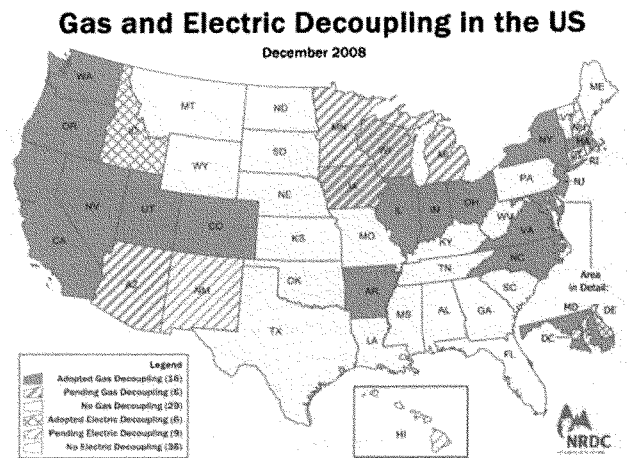 Gas and Electric Decoupling in the US
December 2008
WA
OR
CA
NV
UT
CO
AZ
NM
MT
WY
ND
SD
NE
KS
OK
TX
MN
IA
MO
AR
LA
IL
IN
OH
KY
TN
MS
AL
GA
FL
SC
NC
VA
WV
PA
NY
VT
NH
ME
MA
RI
NJ
Area
in Detail:
MD
DE
DC
HI
Legend
Adopted Gas Decoupling (16)
Pending Gas Decoupling (6)
No Gas Decoupling (29)
Adopted Electric Decoupling (6)
Pending Electric Decoupling (9)
No Electric Decoupling (36)
NRDC